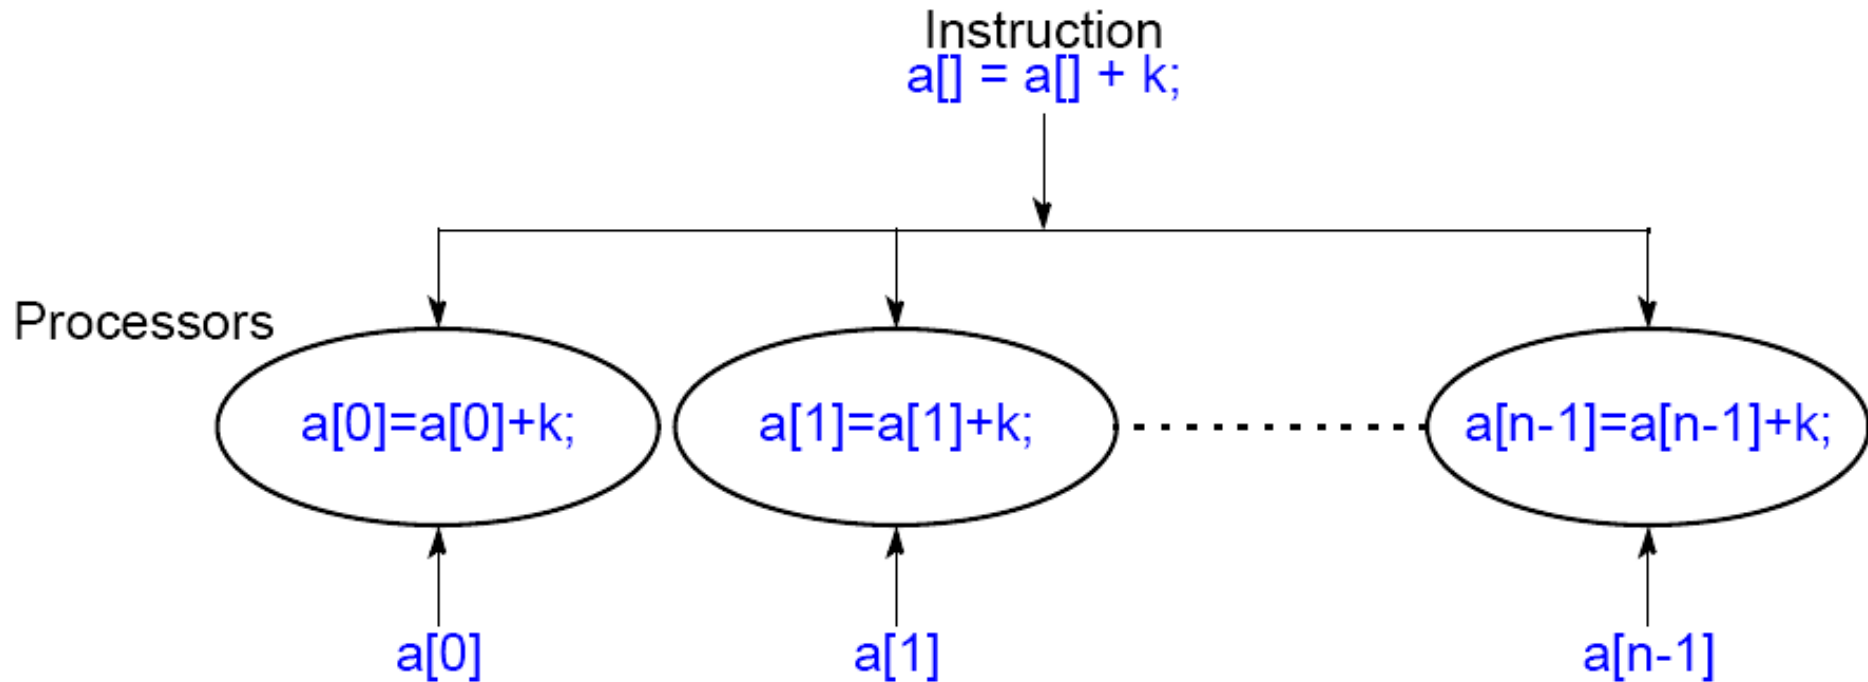 Instruction
a[] = a[] + k;
Processors
a[0]=a[0]+k;
a[1]=a[1]+k;
a[n-1]=a[n-1]+k;
a[0]
a[1]
a[n-1]